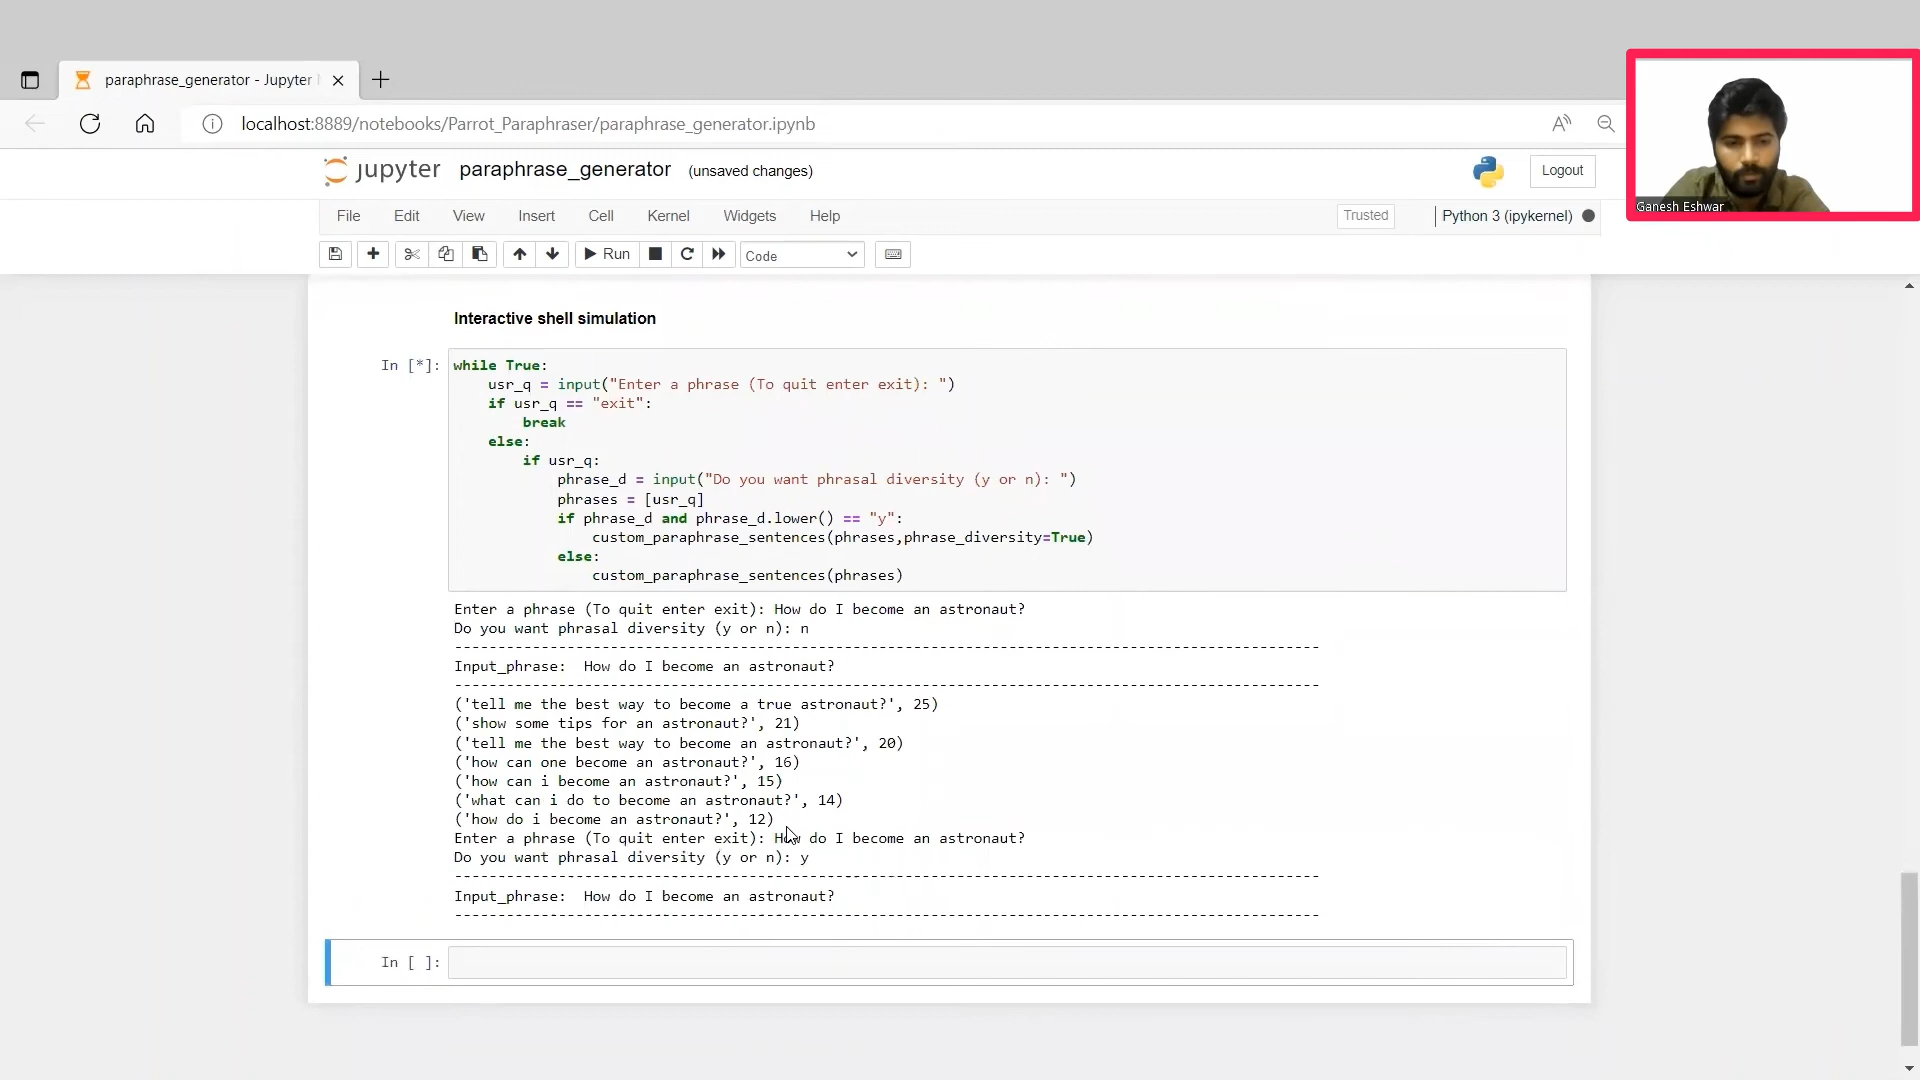 paraphrase_generator - Jupyter
localhost:8889/notebooks/Parrot_Paraphraser/paraphrase_generator.ipynb
jupyter paraphrase_generator (unsaved changes)
Logout
Ganesh Eshwar
File Edit View Insert Cell Kernel Widgets Help
Trusted
Python 3 (ipykernel)
Run
Code
Interactive shell simulation
In [*]:
while True:
    usr_q = input("Enter a phrase (To quit enter exit): ")
    if usr_q == "exit":
        break
    else:
        if usr_q:
            phrase_d = input("Do you want phrasal diversity (y or n): ")
            phrases = [usr_q]
            if phrase_d and phrase_d.lower() == "y":
                custom_paraphrase_sentences(phrases,phrase_diversity=True)
            else:
                custom_paraphrase_sentences(phrases)
Enter a phrase (To quit enter exit): How do I become an astronaut?
Do you want phrasal diversity (y or n): n
----------------------------------------------------------------------------------------------------
Input_phrase:  How do I become an astronaut?
----------------------------------------------------------------------------------------------------
('tell me the best way to become a true astronaut?', 25)
('show some tips for an astronaut?', 21)
('tell me the best way to become an astronaut?', 20)
('how can one become an astronaut?', 16)
('how can i become an astronaut?', 15)
('what can i do to become an astronaut?', 14)
('how do i become an astronaut?', 12)
Enter a phrase (To quit enter exit): How do I become an astronaut?
Do you want phrasal diversity (y or n): y
----------------------------------------------------------------------------------------------------
Input_phrase:  How do I become an astronaut?
----------------------------------------------------------------------------------------------------
In [ ]: